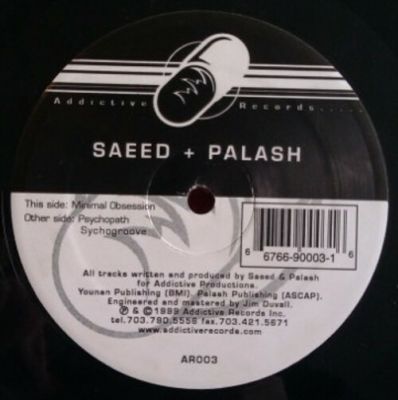 Addictive Records.....
SAEED + PALASH
This side: Minimal Obsession
Other side: Psychopath
Sychogroove
6 6766-90003-1 6
All tracks written and produced by Saeed & Palash
for Addictive Productions.
Younan Publishing (BMI). Palash Publishing (ASCAP).
Engineered and mastered by Jim Duvall.
℗ & © 1999 Addictive Records Inc.
tel.703.790.5556 fax.703.421.5671
www.addictiverecords.com
AR003